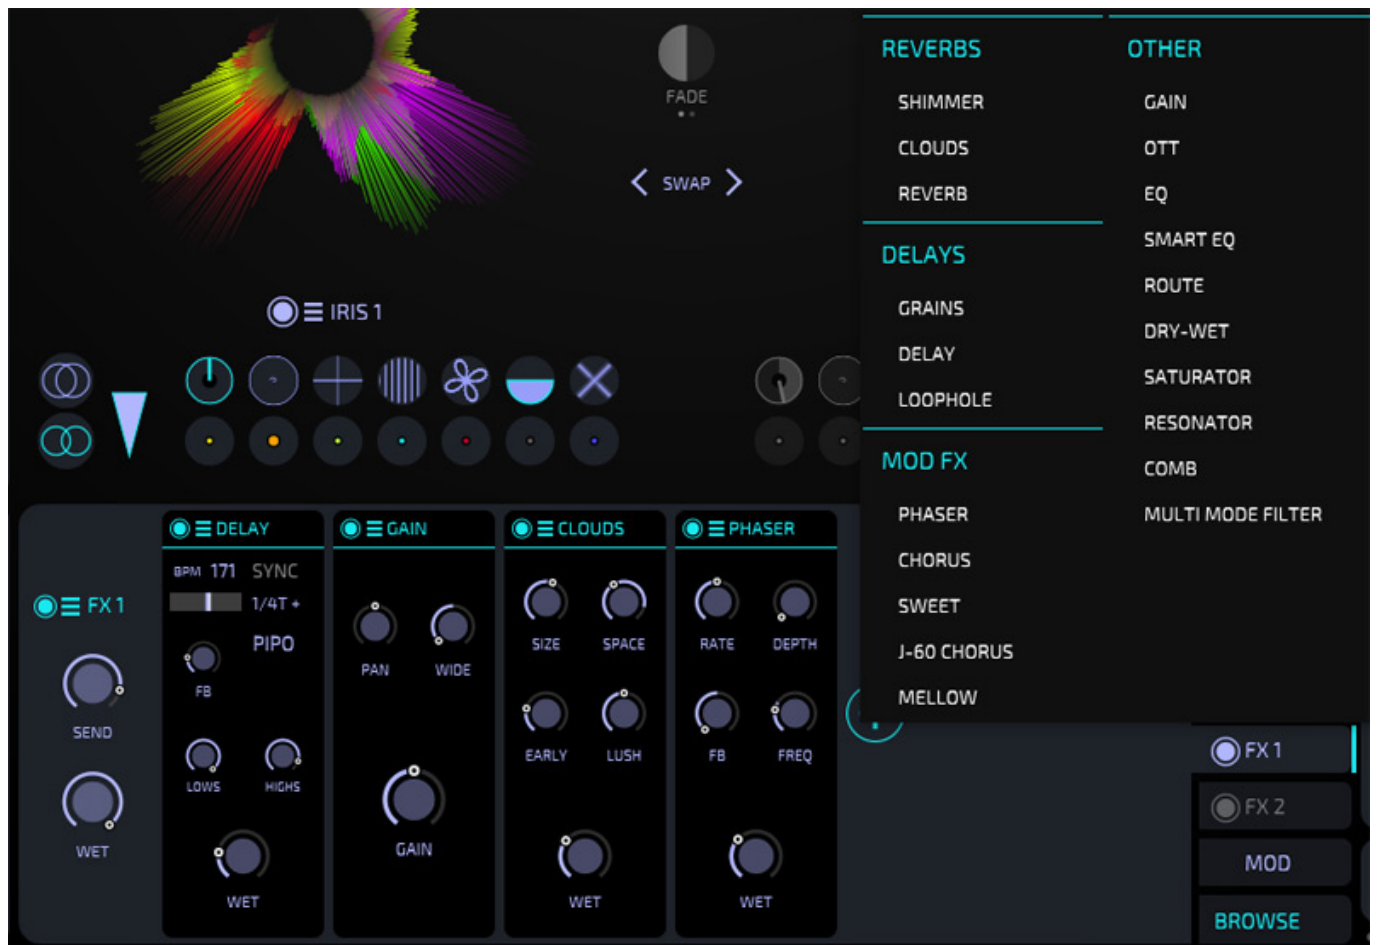 FADE
SWAP
IRIS 1
REVERBS
SHIMMER
CLOUDS
REVERB
DELAYS
GRAINS
DELAY
LOOPHOLE
MOD FX
PHASER
CHORUS
SWEET
J-60 CHORUS
MELLOW
OTHER
GAIN
OTT
EQ
SMART EQ
ROUTE
DRY-WET
SATURATOR
RESONATOR
COMB
MULTI MODE FILTER
FX 1
SEND
WET
DELAY
BPM 171 SYNC
1/4T +
PIPO
FB
LOWS HIGHS
WET
GAIN
PAN WIDE
GAIN
CLOUDS
SIZE SPACE
EARLY LUSH
WET
PHASER
RATE DEPTH
FB FREQ
WET
FX 1
FX 2
MOD
BROWSE